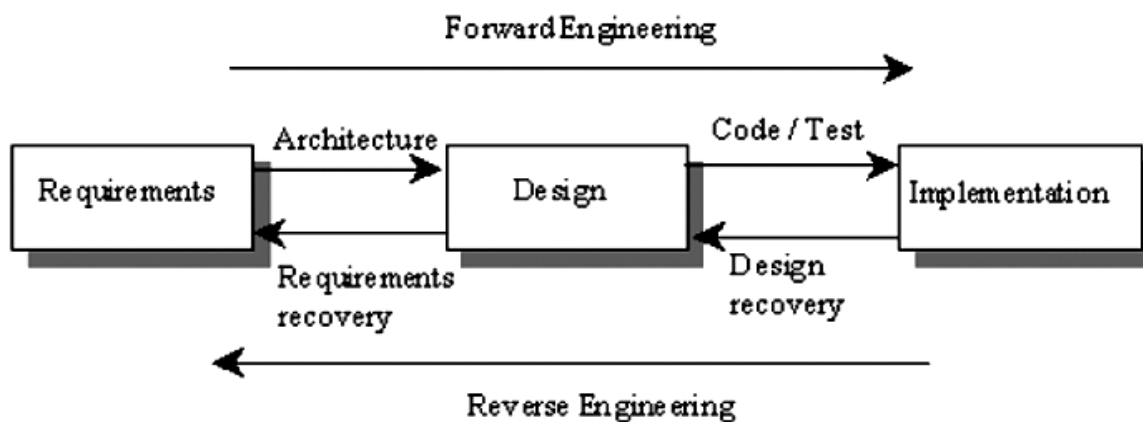 Forward Engineering
Architecture
Code / Test
Requirements
Design
Implementation
Requirements
recovery
Design
recovery
Reverse Engineering